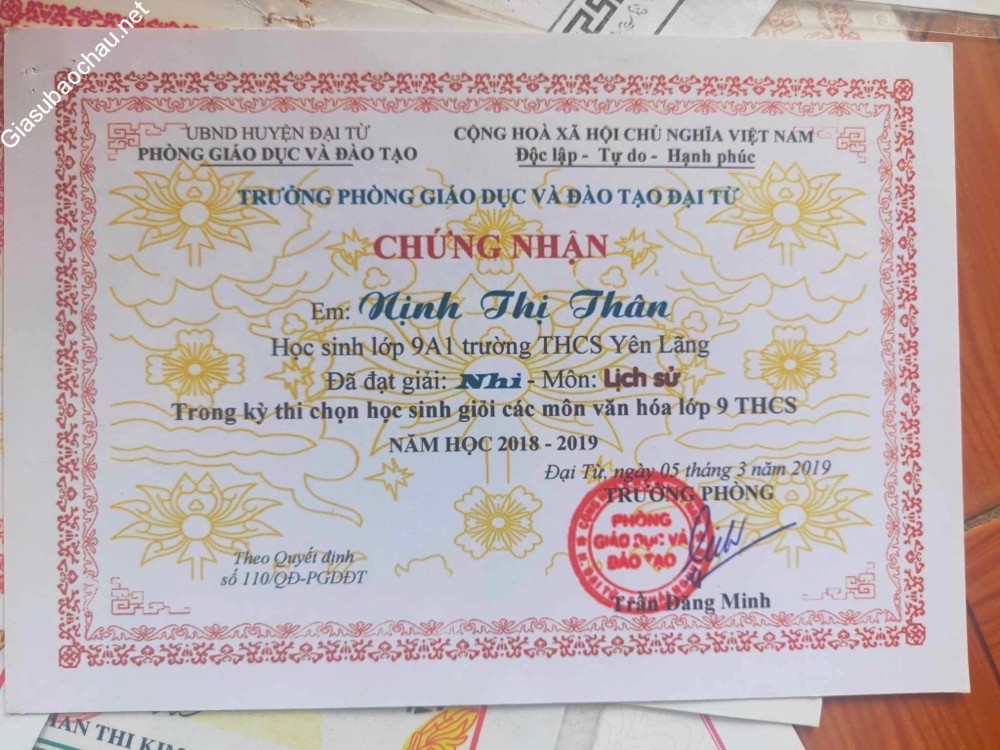 Giasubaochau.net
UBND HUYỆN ĐẠI TỪ
PHÒNG GIÁO DỤC VÀ ĐÀO TẠO
CỘNG HOÀ XÃ HỘI CHỦ NGHĨA VIỆT NAM
Độc lập - Tự do - Hạnh phúc
TRƯỞNG PHÒNG GIÁO DỤC VÀ ĐÀO TẠO ĐẠI TỪ
CHỨNG NHẬN
Em: Nịnh Thị Thân
Học sinh lớp 9A1 trường THCS Yên Lãng
Đã đạt giải: Nhì - Môn: Lịch sử
Trong kỳ thi chọn học sinh giỏi các môn văn hóa lớp 9 THCS
NĂM HỌC 2018 - 2019
Đại Từ, ngày 05 tháng 3 năm 2019
TRƯỞNG PHÒNG
PHÒNG
GIÁO DỤC VÀ
ĐÀO TẠO
Theo Quyết định
số 110/QĐ-PGDĐT
Trần Đăng Minh
THI KIM